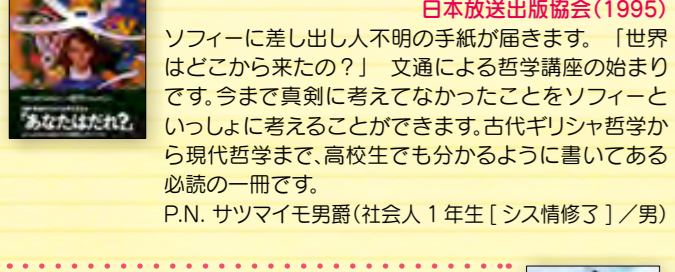 日本放送出版協会（1995）
ソフィーに差し出し人不明の手紙が届きます。「世界
はどこから来たの？」　文通による哲学講座の始まり
です。今まで真剣に考えてなかったことをソフィーと
いっしょに考えることができます。古代ギリシャ哲学か
ら現代哲学まで、高校生でも分かるように書いてある
必読の一冊です。
P.N. サツマイモ男爵（社会人 1 年生 [ シス情修了 ] ／男）
「あなたはだれ?」